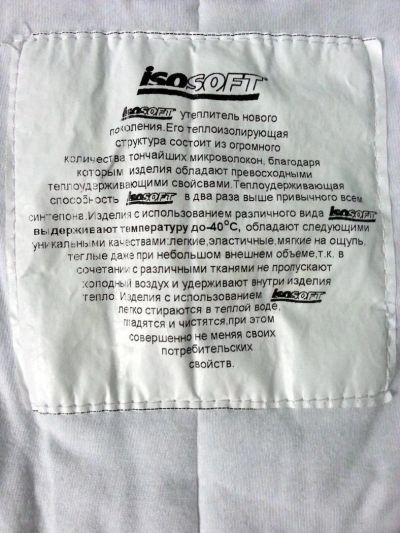 isosOFT
isosOFT утеплитель нового
поколения.Его теплоизолирующая
структура состоит из огромного
количества тончайших микроволокон, благодаря
которым изделия обладают превосходными
теплоудерживающими свойсвами.Теплоудерживающая
способность isosOFT в два раза выше привычного всем
синтепона.Изделия с использованием различного вида isosOFT
выдерживают температуру до-40°С, обладают следующими
уникальными качествами:легкие,эластичные,мягкие на ощупь,
теглые даже при небольшом внешнем объеме,т.к. в
сочетании с различными тканями не пропускают
холодный воздух и удерживают внутри изделия
тепло.Изделия с использованием isosOFT
легко стираются в теплой воде,
гладятся и чистятся,при этом
совершенно не меняя своих
потребительских
свойств.